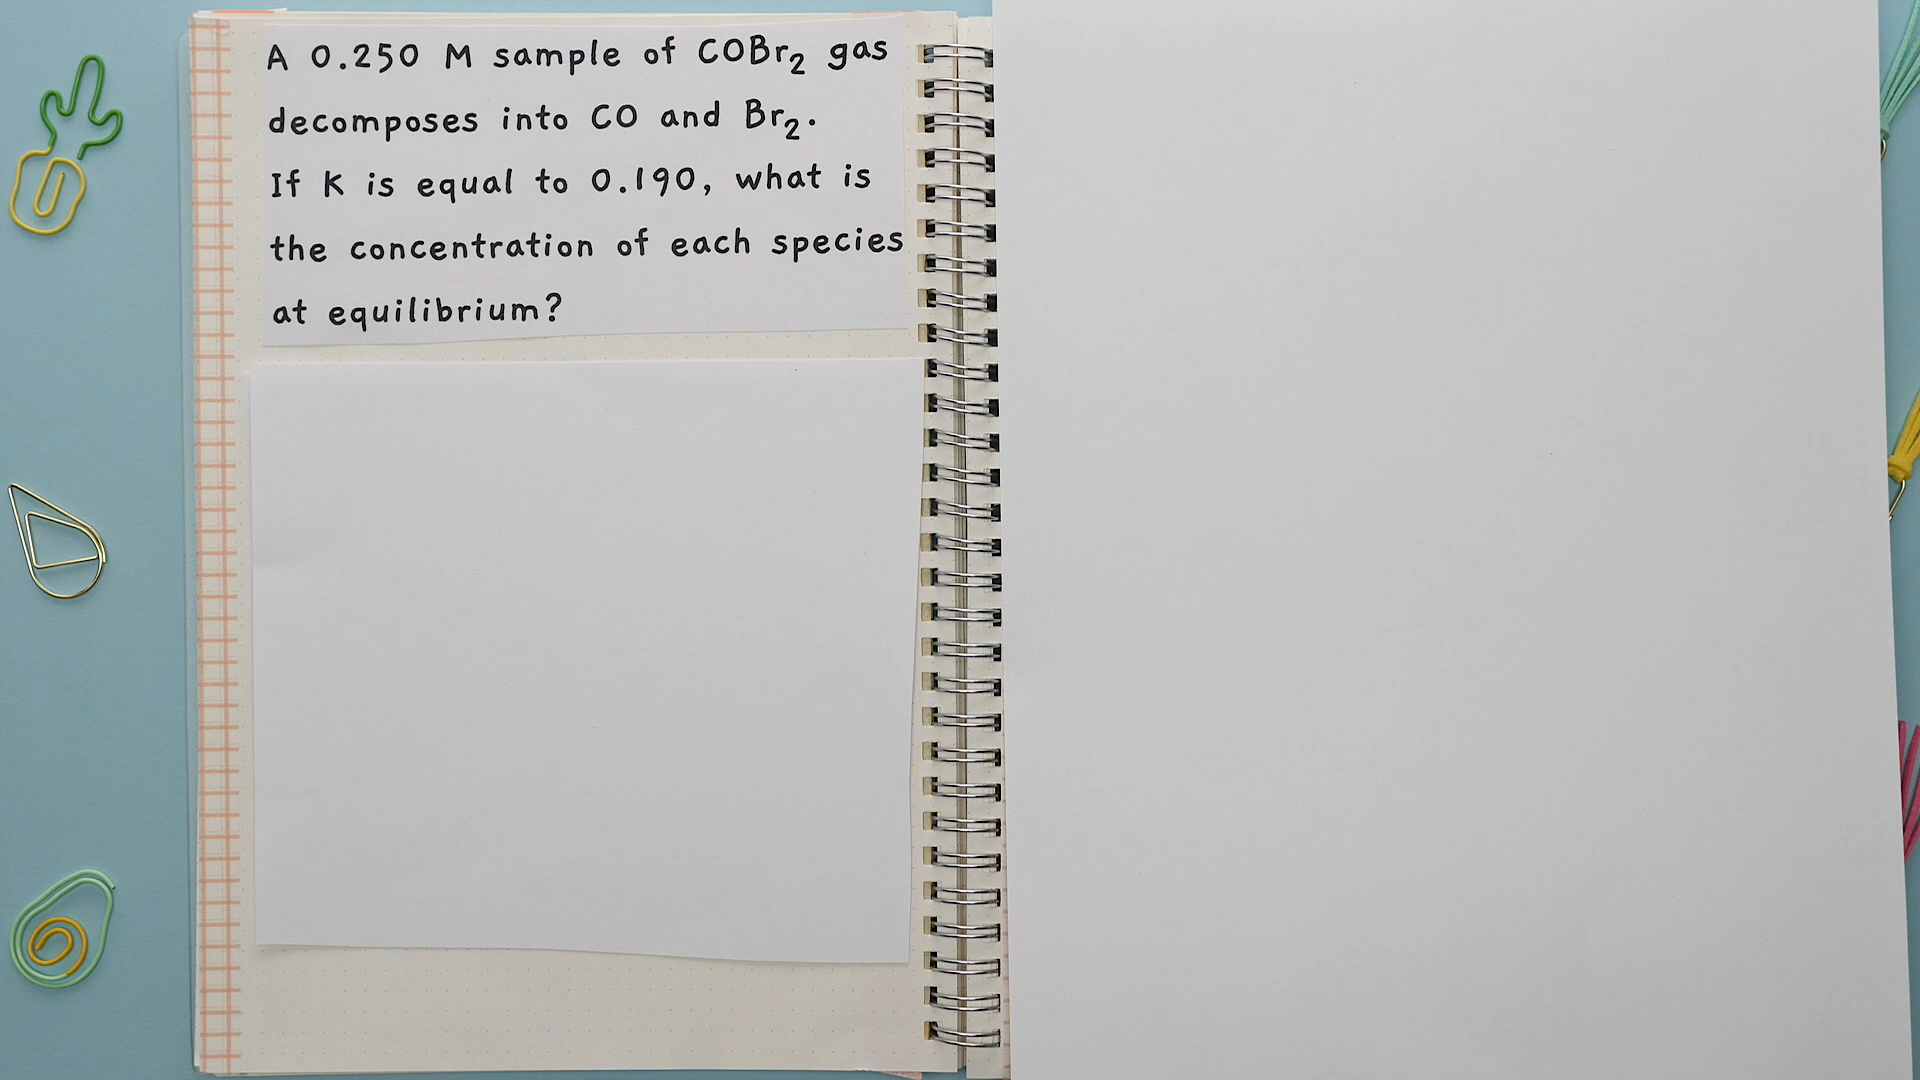 A 0.250 M sample of COBr₂ gas
decomposes into CO and Br₂.
If K is equal to 0.190, what is
the concentration of each species
at equilibrium?